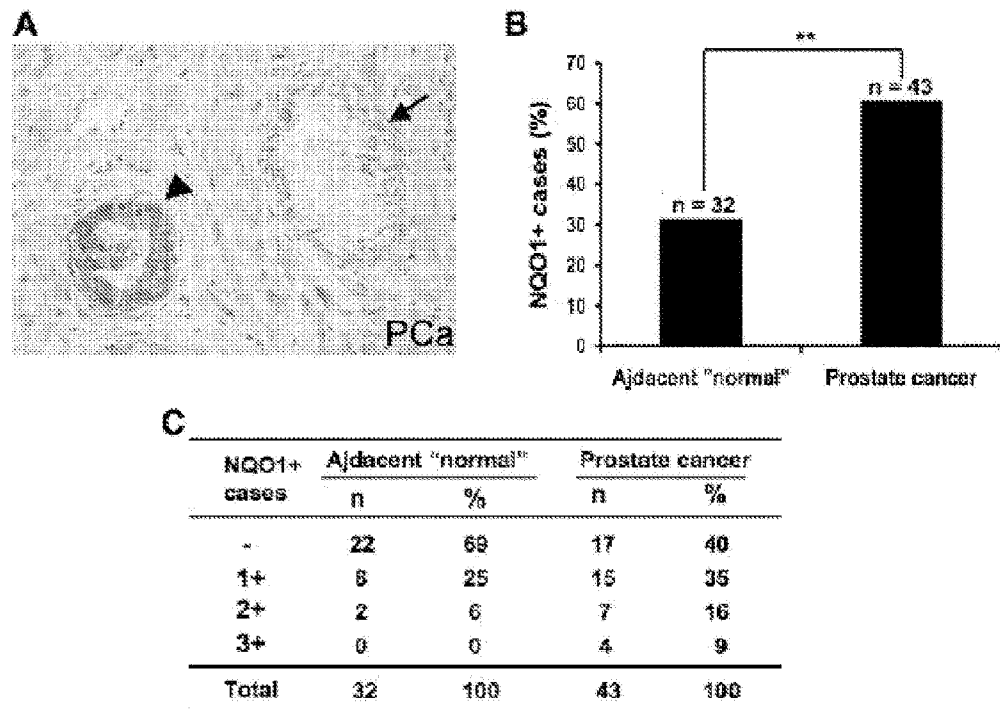 A
PCa
B
**
NQO1+ cases (%)
70
60
50
40
30
20
10
0
n = 32
n = 43
Ajdacent "normal"
Prostate cancer
C
NQO1+ cases
Ajdacent "normal" Prostate cancer
n % n %
- 22 69 17 40
1+ 8 25 15 35
2+ 2 6 7 16
3+ 0 0 4 9
Total 32 100 43 100